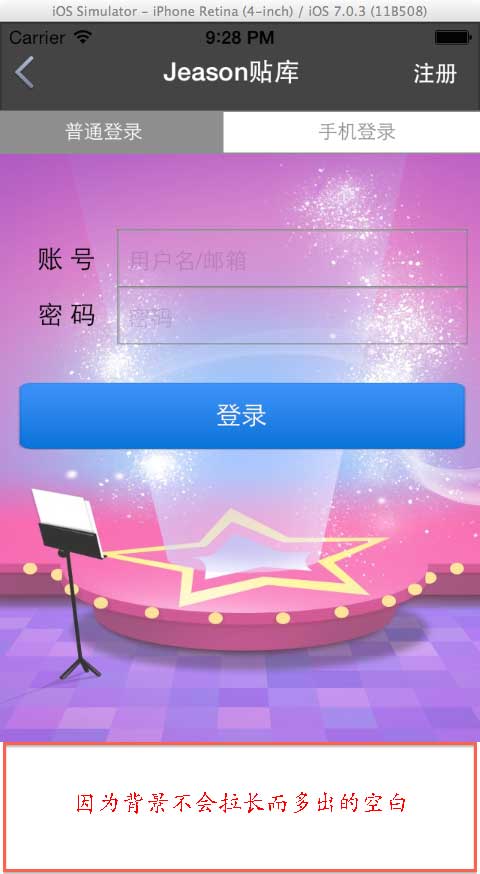 iOS Simulator - iPhone Retina (4-inch) / iOS 7.0.3 (11B508)
Carrier 9:28 PM
Jeason贴库 注册
普通登录 手机登录
账 号 用户名/邮箱
密 码 密码
登录
因为背景不会拉长而多出的空白